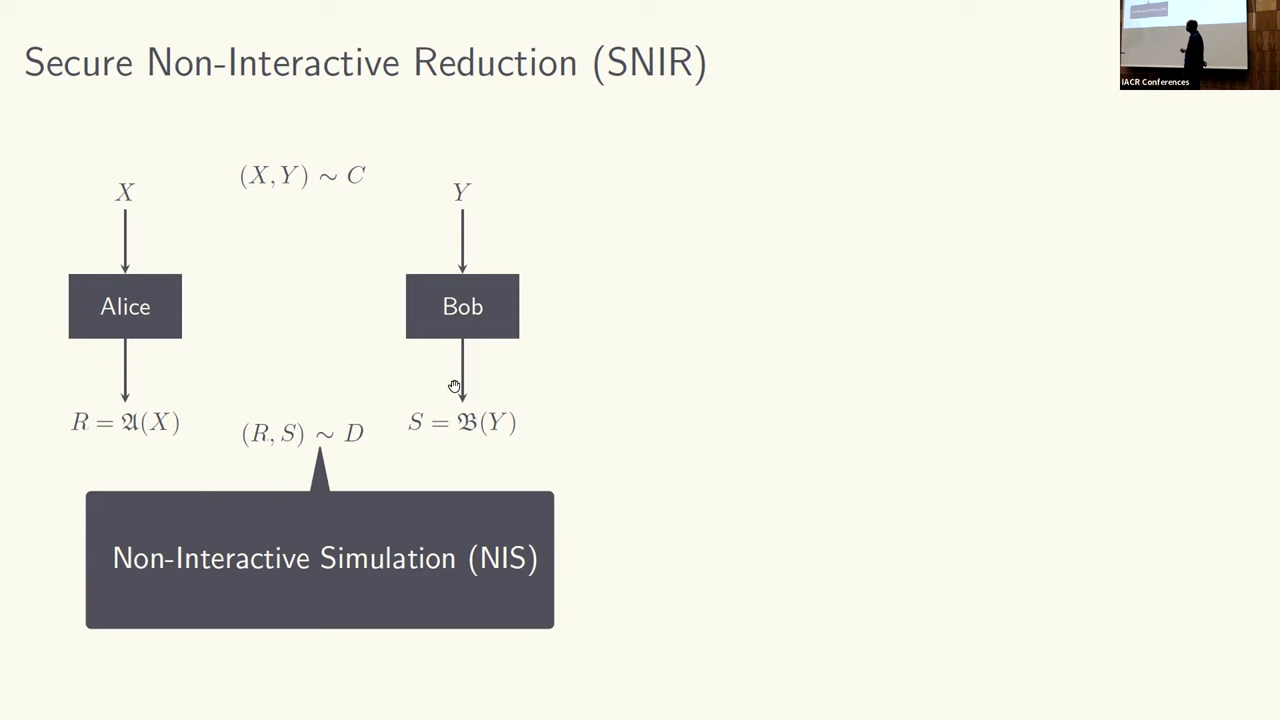 Secure Non-Interactive Reduction (SNIR)
IACR Conferences
(X, Y) ∼ C
X
Y
Alice
Bob
R = 𝔄(X)
(R, S) ∼ D
S = 𝔅(Y)
Non-Interactive Simulation (NIS)